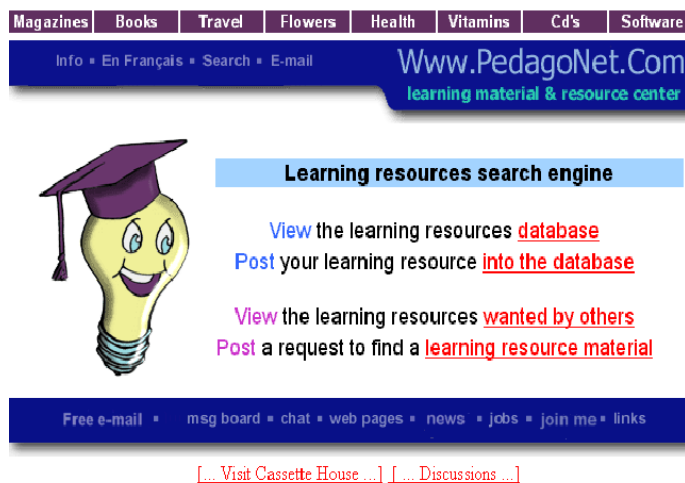 Magazines Books Travel Flowers Health Vitamins Cd's Software
Info ▪ En Français ▪ Search ▪ E-mail
Www.PedagoNet.Com
learning material & resource center
Learning resources search engine
View the learning resources database
Post your learning resource into the database
View the learning resources wanted by others
Post a request to find a learning resource material
Free e-mail ▪ msg board ▪ chat ▪ web pages ▪ news ▪ jobs ▪ join me ▪ links
[... Visit Cassette House ...] [ ... Discussions ...]